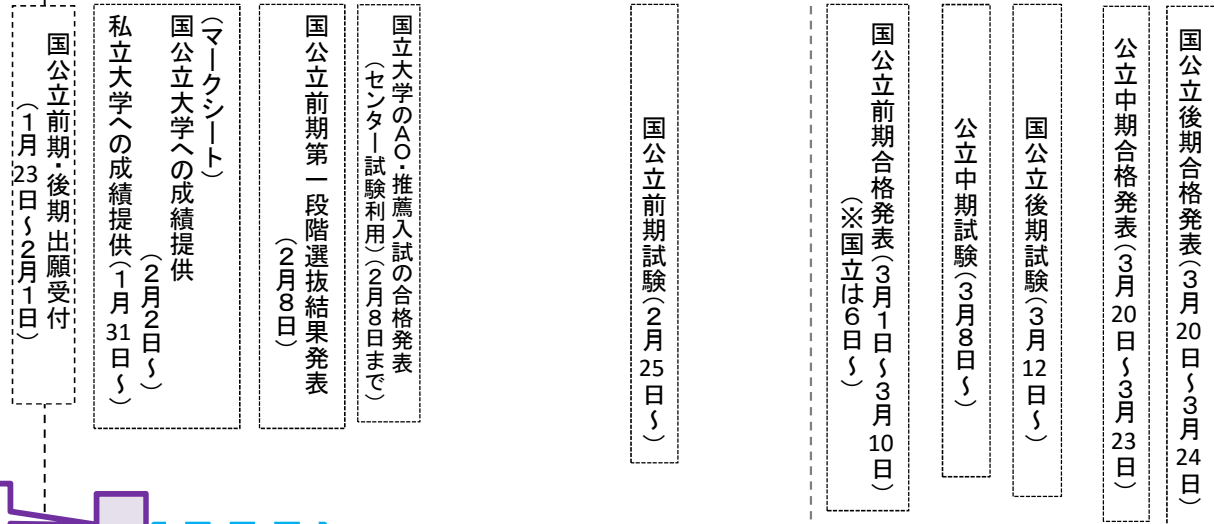 国公立前期・後期 出願受付
（１月23日～２月１日）
（マークシート）
国公立大学への成績提供
（２月２日～）
私立大学への成績提供（１月31日～）
国公立前期第一段階選抜結果発表
（２月８日）
国立大学のＡＯ・推薦入試の合格発表
（センター試験利用）（２月８日まで）
国公立前期試験（２月25日～）
国公立前期合格発表（３月１日～３月10日）
（※国立は６日～）
公立中期試験（３月８日～）
国公立後期試験（３月12日～）
公立中期合格発表（３月20日～３月23日）
国公立後期合格発表（３月20日～３月24日）